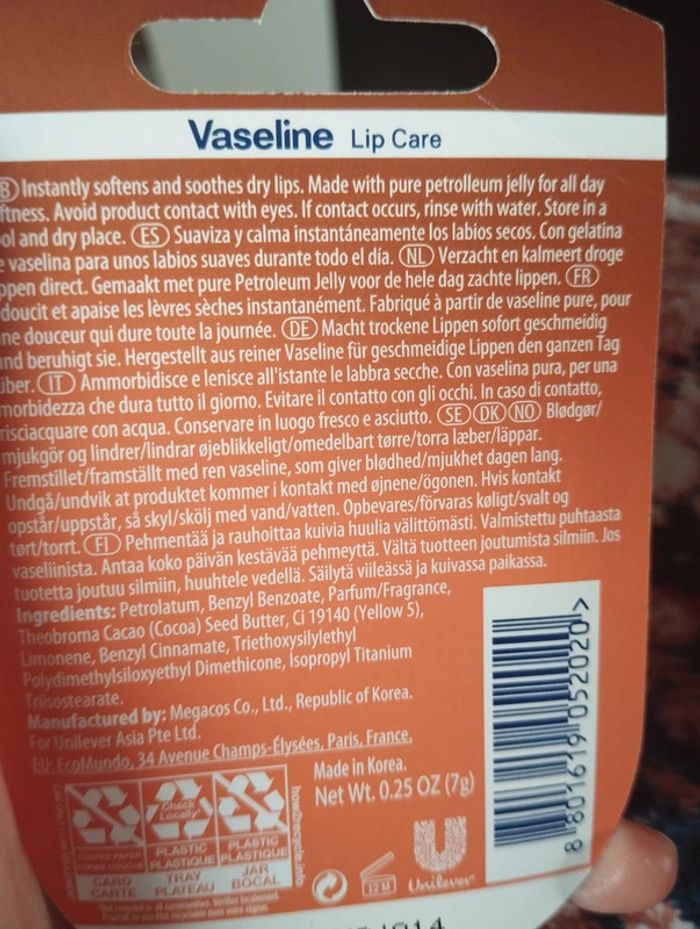 Vaseline Lip Care
B Instantly softens and soothes dry lips. Made with pure petrolleum jelly for all day
ftness. Avoid product contact with eyes. If contact occurs, rinse with water. Store in a
ol and dry place. ES Suaviza y calma instantáneamente los labios secos. Con gelatina
e vaselina para unos labios suaves durante todo el día. NL Verzacht en kalmeert droge
ppen direct. Gemaakt met pure Petroleum Jelly voor de hele dag zachte lippen. FR
doucit et apaise les lèvres sèches instantanément. Fabriqué à partir de vaseline pure, pour
ne douceur qui dure toute la journée. DE Macht trockene Lippen sofort geschmeidig
nd beruhigt sie. Hergestellt aus reiner Vaseline für geschmeidige Lippen den ganzen Tag
über. IT Ammorbidisce e lenisce all'istante le labbra secche. Con vaselina pura, per una
morbidezza che dura tutto il giorno. Evitare il contatto con gli occhi. In caso di contatto,
risciacquare con acqua. Conservare in luogo fresco e asciutto. SE DK NO Blødgør/
mjukgör og lindrer/lindrar øjeblikkeligt/omedelbart tørre/torra læber/läppar.
Fremstillet/framställt med ren vaseline, som giver blødhed/mjukhet dagen lang.
Undgå/undvik at produktet kommer i kontakt med øjnene/ögonen. Hvis kontakt
opstår/uppstår, så skyl/skölj med vand/vatten. Opbevares/förvaras køligt/svalt og
tørt/torrt. FI Pehmentää ja rauhoittaa kuivia huulia välittömästi. Valmistettu puhtaasta
vaseliinista. Antaa koko päivän kestävää pehmeyttä. Vältä tuotteen joutumista silmiin. Jos
tuotetta joutuu silmiin, huuhtele vedellä. Säilytä viileässä ja kuivassa paikassa.
Ingredients: Petrolatum, Benzyl Benzoate, Parfum/Fragrance,
Theobroma Cacao (Cocoa) Seed Butter, Ci 19140 (Yellow 5),
Limonene, Benzyl Cinnamate, Triethoxysilylethyl
Polydimethylsiloxyethyl Dimethicone, Isopropyl Titanium
Triisostearate.
Manufactured by: Megacos Co., Ltd., Republic of Korea.
For Unilever Asia Pte Ltd.
EU: EcoMundo, 34 Avenue Champs-Élysées, Paris, France.
Made in Korea.
Net Wt. 0.25 OZ (7g)
8 801619 052020 >
Check Locally*
COATED PAPER
PAPIER COUCHÉ
PLASTIC
PLASTIQUE
PLASTIC
PLASTIQUE
CARD
CARTE
TRAY
PLATEAU
JAR
BOCAL
how2recycle.info
12 M
Unilever